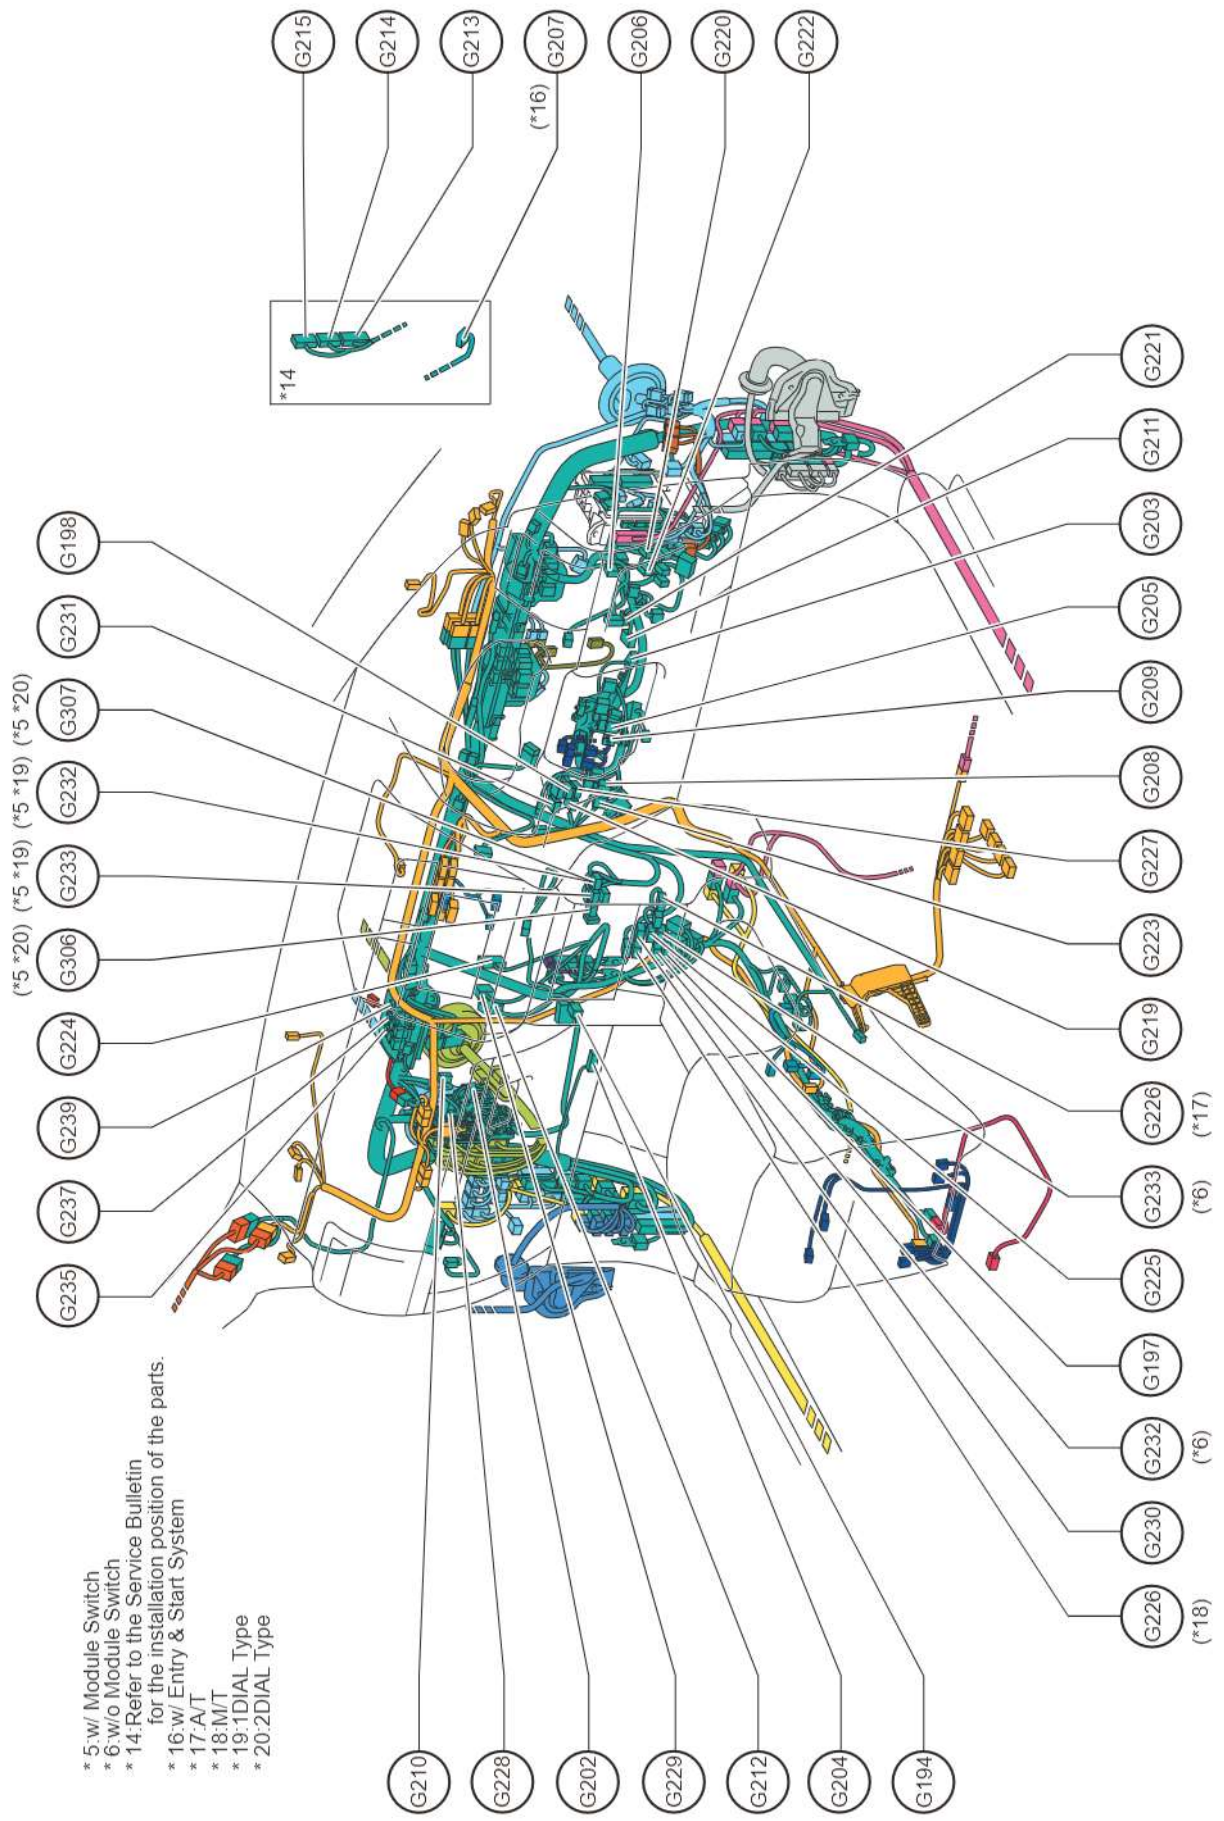 (*5 *20) (*5 *19) (*5 *19) (*5 *20)
G235 G237 G239 G224 G306 G233 G232 G307 G231 G198
* 5:w/ Module Switch
* 6:w/o Module Switch
* 14:Refer to the Service Bulletin
for the installation position of the parts.
* 16:w/ Entry & Start System
* 17:A/T
* 18:M/T
* 19:1DIAL Type
* 20:2DIAL Type
*14
G215
G214
G213
(*16)
G207
G206
G220
G222
G210
G228
G202
G229
G212
G204
G194
G226 G230 G232 G197 G225 G233 G226 G219 G223 G227 G208 G209 G205 G203 G211 G221
(*18) (*6) (*6) (*17)